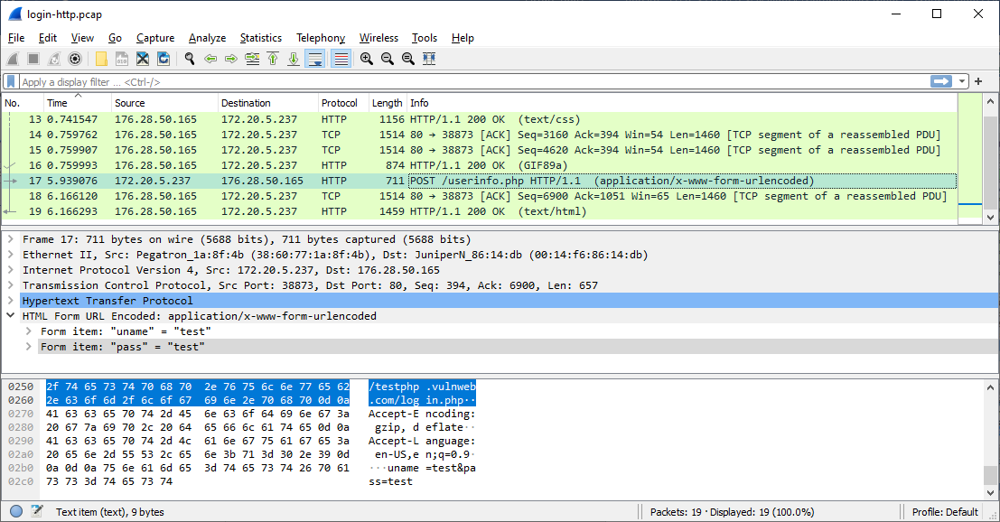 login-http.pcap
File Edit View Go Capture Analyze Statistics Telephony Wireless Tools Help
Apply a display filter ... <Ctrl-/>
No. Time Source Destination Protocol Length Info
13 0.741547 176.28.50.165 172.20.5.237 HTTP 1156 HTTP/1.1 200 OK (text/css)
14 0.759762 176.28.50.165 172.20.5.237 TCP 1514 80 → 38873 [ACK] Seq=3160 Ack=394 Win=54 Len=1460 [TCP segment of a reassembled PDU]
15 0.759907 176.28.50.165 172.20.5.237 TCP 1514 80 → 38873 [ACK] Seq=4620 Ack=394 Win=54 Len=1460 [TCP segment of a reassembled PDU]
16 0.759993 176.28.50.165 172.20.5.237 HTTP 874 HTTP/1.1 200 OK (GIF89a)
17 5.939076 172.20.5.237 176.28.50.165 HTTP 711 POST /userinfo.php HTTP/1.1 (application/x-www-form-urlencoded)
18 6.166120 176.28.50.165 172.20.5.237 TCP 1514 80 → 38873 [ACK] Seq=6900 Ack=1051 Win=65 Len=1460 [TCP segment of a reassembled PDU]
19 6.166293 176.28.50.165 172.20.5.237 HTTP 1459 HTTP/1.1 200 OK (text/html)
Frame 17: 711 bytes on wire (5688 bits), 711 bytes captured (5688 bits)
Ethernet II, Src: Pegatron_1a:8f:4b (38:60:77:1a:8f:4b), Dst: JuniperN_86:14:db (00:14:f6:86:14:db)
Internet Protocol Version 4, Src: 172.20.5.237, Dst: 176.28.50.165
Transmission Control Protocol, Src Port: 38873, Dst Port: 80, Seq: 394, Ack: 6900, Len: 657
Hypertext Transfer Protocol
HTML Form URL Encoded: application/x-www-form-urlencoded
Form item: "uname" = "test"
Form item: "pass" = "test"
0250 2f 74 65 73 74 70 68 70 2e 76 75 6c 6e 77 65 62 /testphp .vulnweb
0260 2e 63 6f 6d 2f 6c 6f 67 69 6e 2e 70 68 70 0d 0a .com/log in.php··
0270 41 63 63 65 70 74 2d 45 6e 63 6f 64 69 6e 67 3a Accept-E ncoding:
0280 20 67 7a 69 70 2c 20 64 65 66 6c 61 74 65 0d 0a gzip, d eflate··
0290 41 63 63 65 70 74 2d 4c 61 6e 67 75 61 67 65 3a Accept-L anguage:
02a0 20 65 6e 2d 55 53 2c 65 6e 3b 71 3d 30 2e 39 0d en-US,e n;q=0.9·
02b0 0a 0d 0a 75 6e 61 6d 65 3d 74 65 73 74 26 70 61 ···uname =test&pa
02c0 73 73 3d 74 65 73 74 ss=test
Text item (text), 9 bytes Packets: 19 · Displayed: 19 (100.0%) Profile: Default